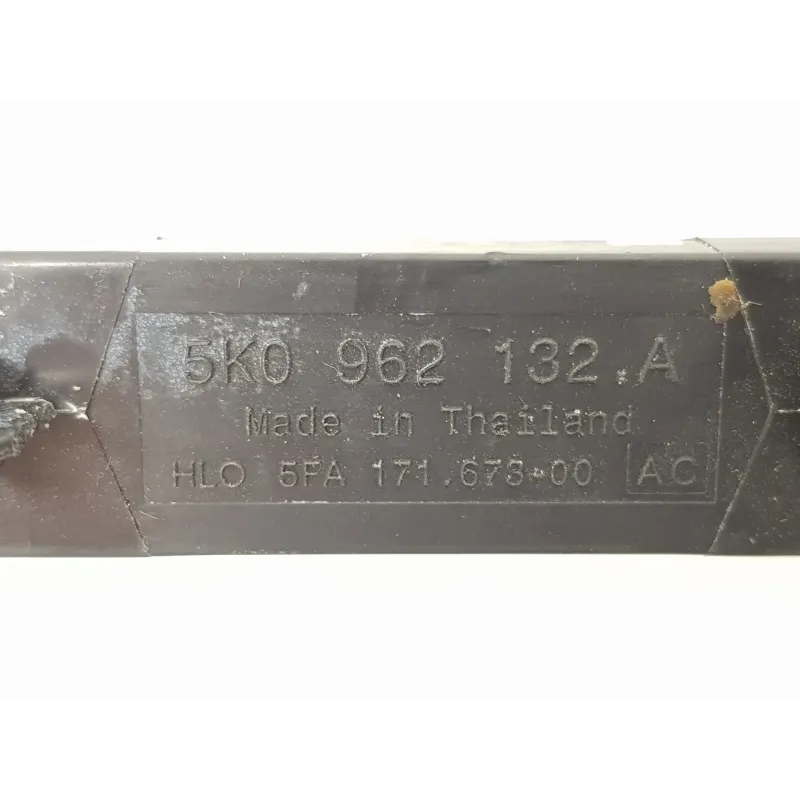 5K0 962 132 A
Made in Thailand
HLO 5FA 171.673-00 AC